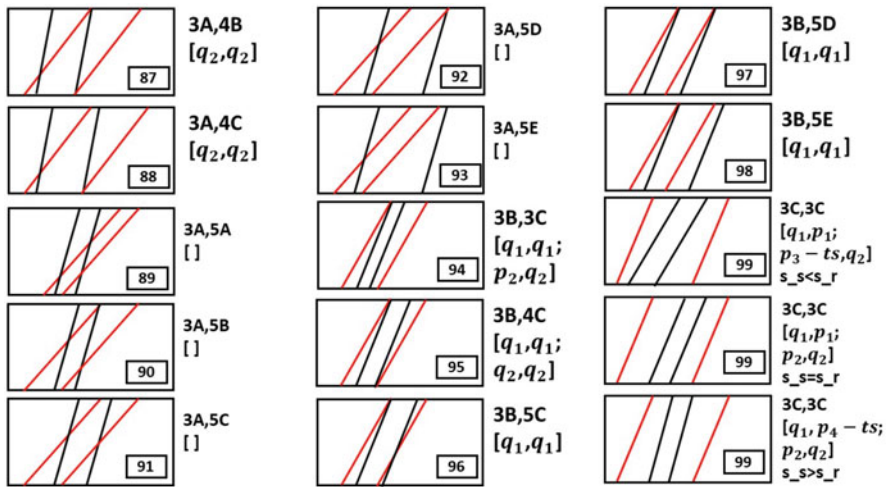 3A,4B
[q₂,q₂]
87
3A,4C
[q₂,q₂]
88
3A,5A
[ ]
89
3A,5B
[ ]
90
3A,5C
[ ]
91
3A,5D
[ ]
92
3A,5E
[ ]
93
3B,3C
[q₁,q₁;
p₂,q₂]
94
3B,4C
[q₁,q₁;
q₂,q₂]
95
3B,5C
[q₁,q₁]
96
3B,5D
[q₁,q₁]
97
3B,5E
[q₁,q₁]
98
3C,3C
[q₁,p₁;
p₃ − ts,q₂]
s_s<s_r
99
3C,3C
[q₁,p₁;
p₂,q₂]
s_s=s_r
99
3C,3C
[q₁, p₄ − ts;
p₂,q₂]
s_s>s_r
99